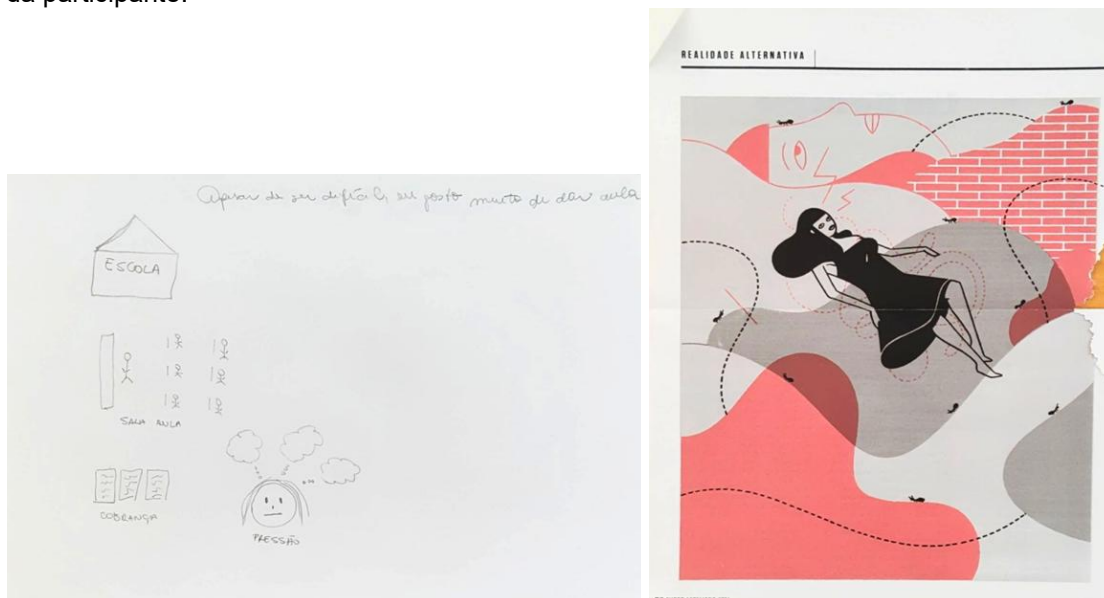 da participante.
Apesar de ser difícil, eu gosto muito de dar aula
ESCOLA
SALA AULA
COBRANÇA
PRESSÃO
REALIDADE ALTERNATIVA